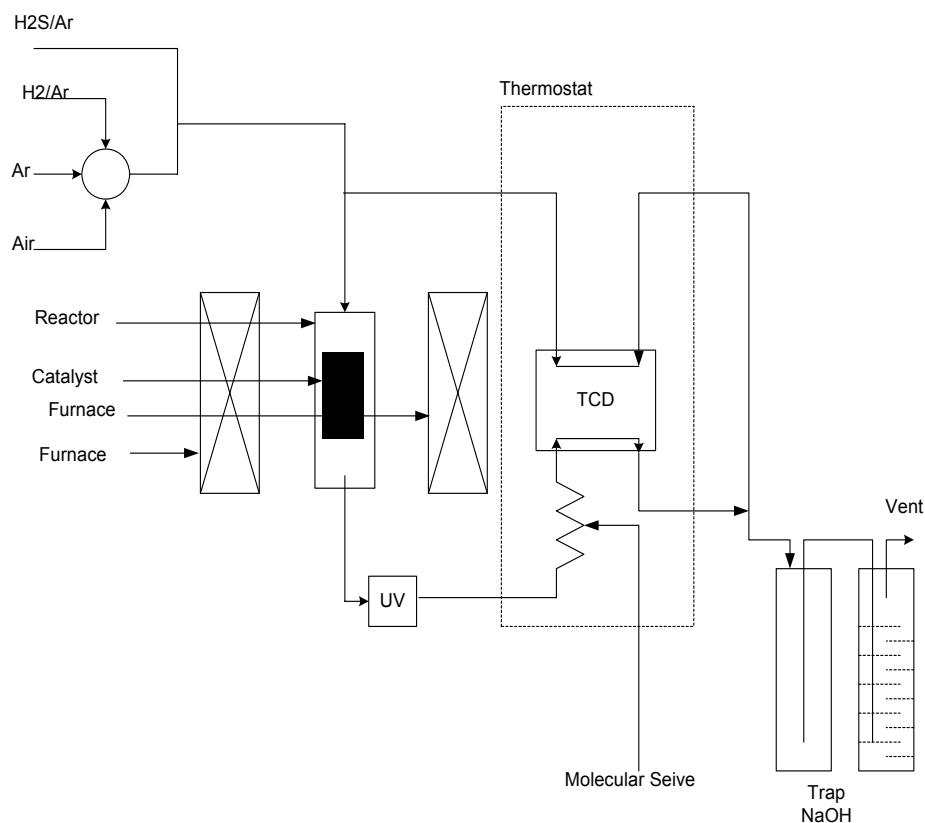 H2S/Ar
H2/Ar
Ar
Air
Thermostat
Reactor
Catalyst
Furnace
Furnace
TCD
UV
Vent
Molecular Seive
Trap
NaOH